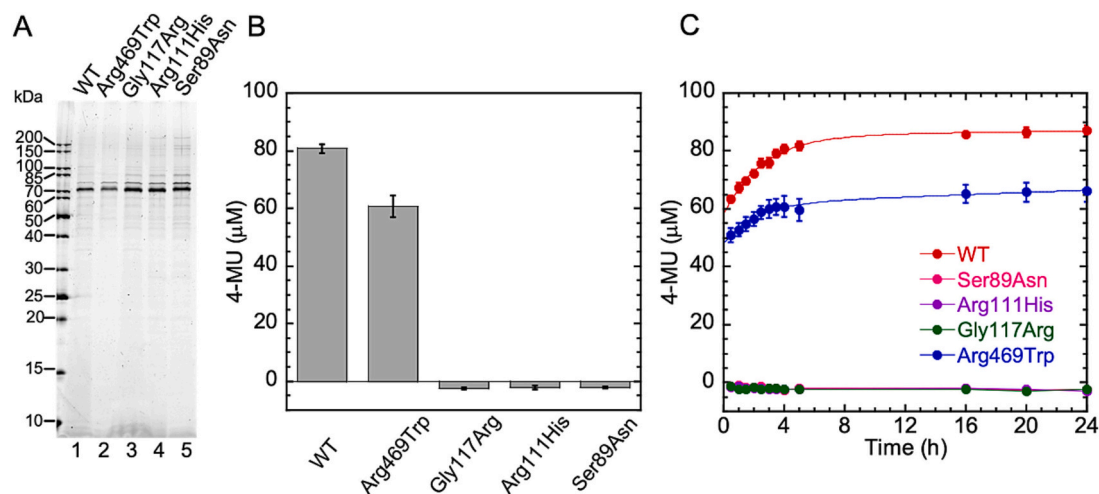 A
WT
Arg469Trp
Gly117Arg
Arg111His
Ser89Asn
kDa
200
150
100
85
70
60
50
40
30
25
20
15
10
1 2 3 4 5
B
4-MU (µM)
100
80
60
40
20
0
WT
Arg469Trp
Gly117Arg
Arg111His
Ser89Asn
C
4-MU (µM)
100
80
60
40
20
0
WT
Ser89Asn
Arg111His
Gly117Arg
Arg469Trp
0 4 8 12 16 20 24
Time (h)